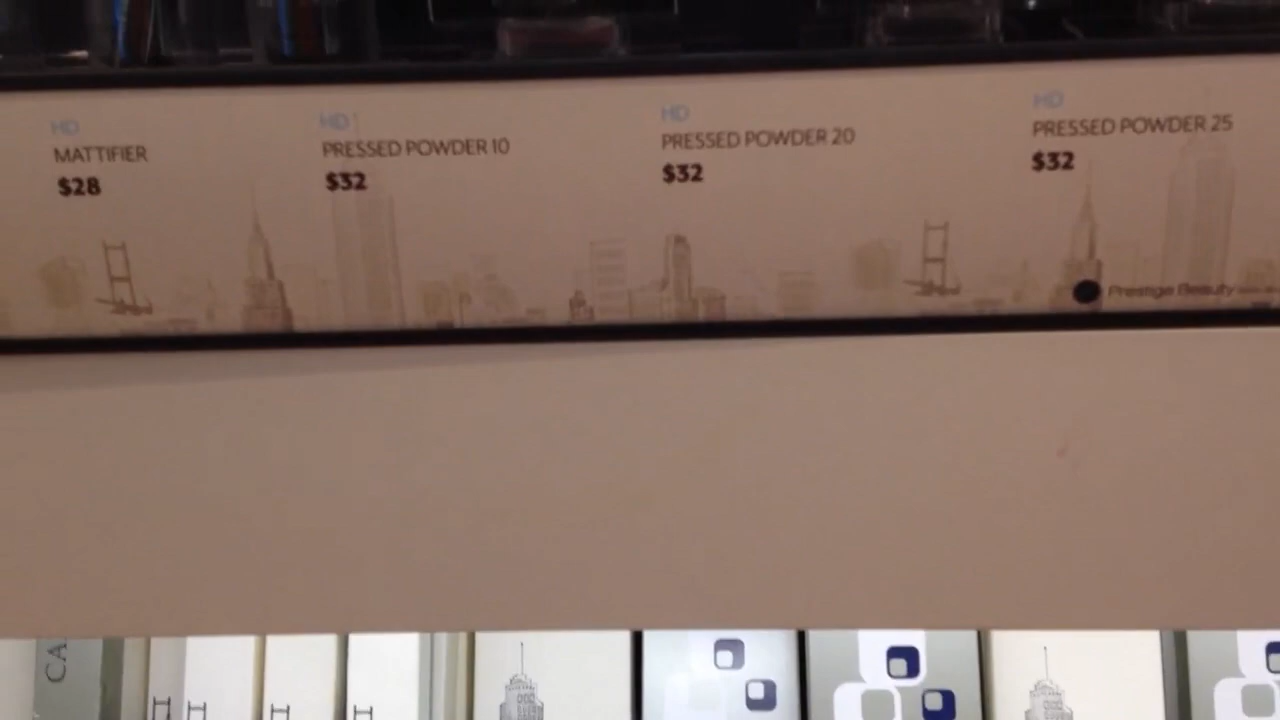 HD
MATTIFIER
$28
HD
PRESSED POWDER 10
$32
HD
PRESSED POWDER 20
$32
HD
PRESSED POWDER 25
$32
Prestige Beauty
CA